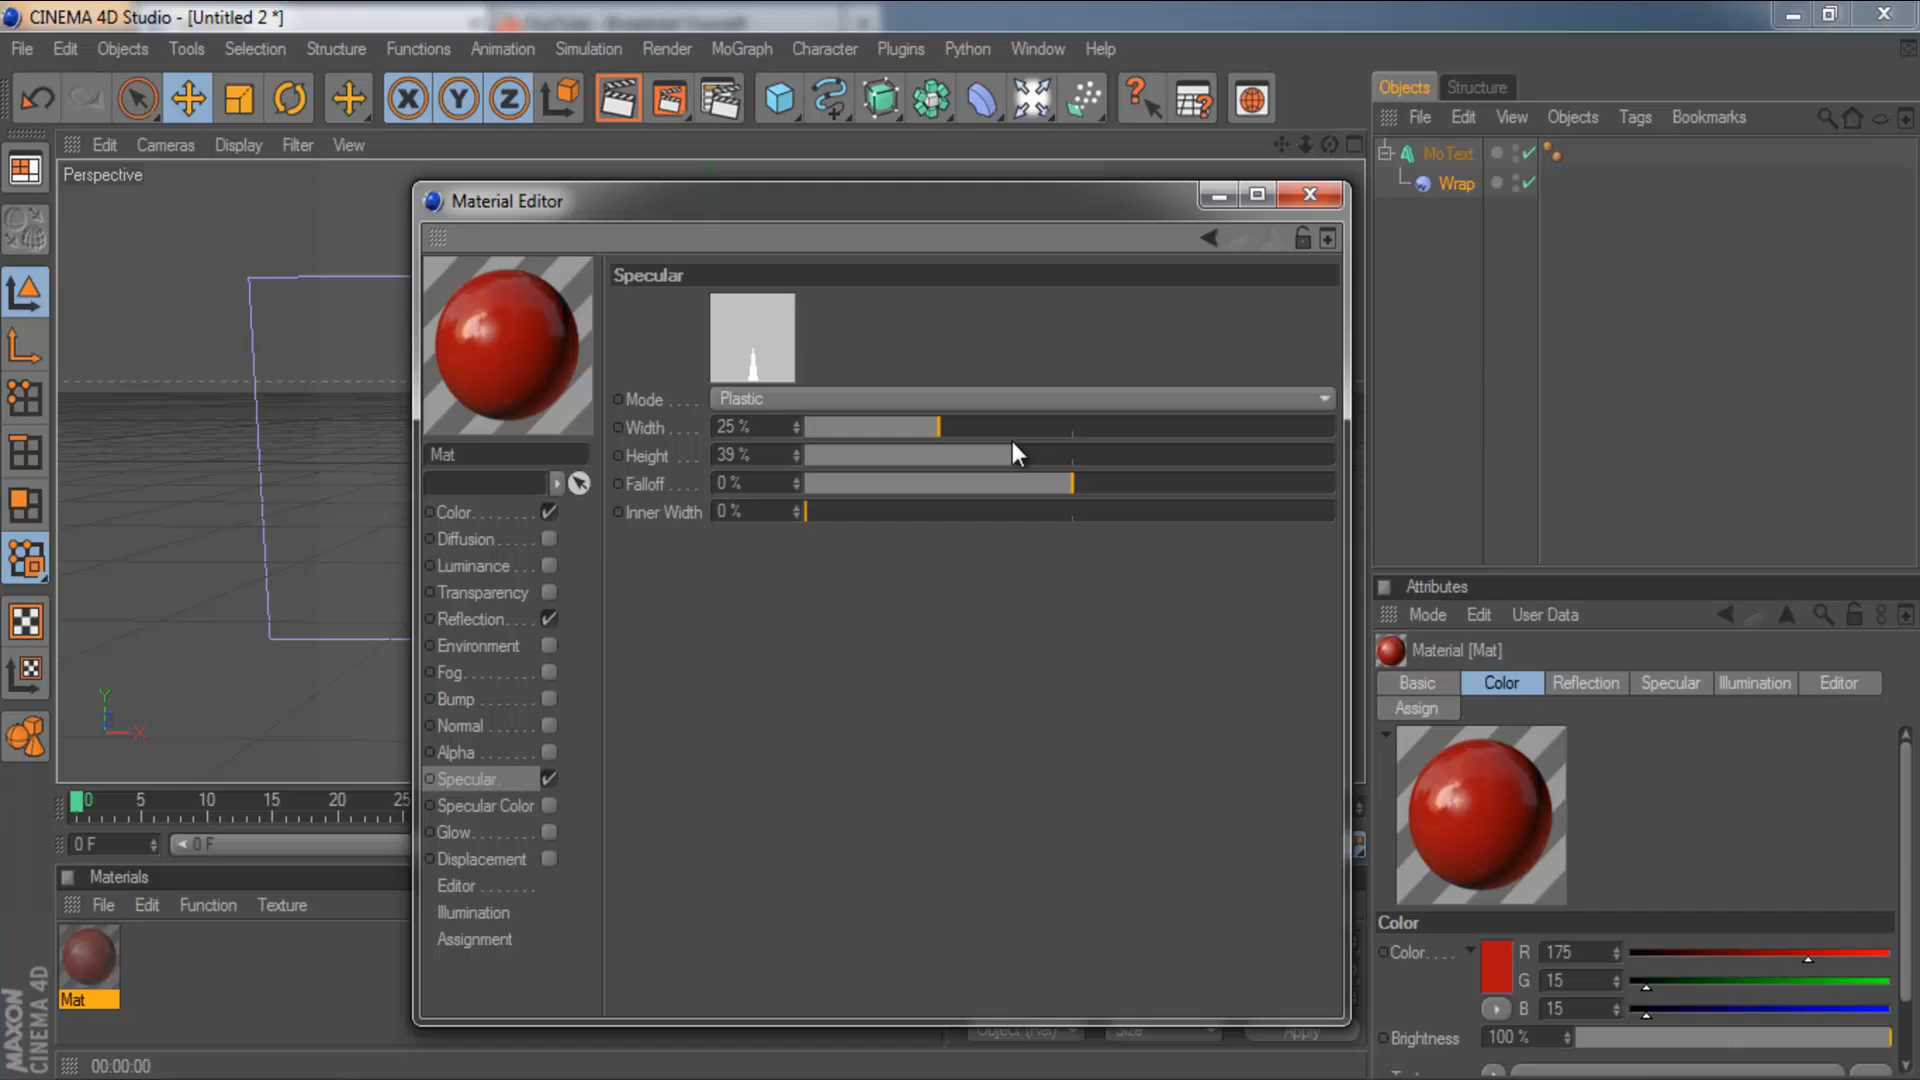 CINEMA 4D Studio - [Untitled 2 *]
File Edit Objects Tools Selection Structure Functions Animation Simulation Render MoGraph Character Plugins Python Window Help
Objects Structure
File Edit View Objects Tags Bookmarks
Edit Cameras Display Filter View
Perspective
MoText
Wrap
Material Editor
Specular
Mode . . . . Plastic
Width . . . . 25 %
Height . . . 39 %
Falloff . . . . 0 %
Inner Width 0 %
Mat
Color. . . . . . . .
Diffusion . . . . .
Luminance . . .
Transparency
Reflection. . . .
Environment
Fog. . . . . . . . .
Bump . . . . . . .
Normal . . . . . .
Alpha . . . . . . .
Specular. . . . .
Specular Color
Glow. . . . . . . .
Displacement
Editor . . . . . . .
Illumination
Assignment
Attributes
Mode Edit User Data
Material [Mat]
Basic Color Reflection Specular Illumination Editor
Assign
Color
Color. . . . R 175
G 15
B 15
Brightness 100 %
Y
X
0 5 10 15 20 25
0 F 0 F
Materials
File Edit Function Texture
Mat
Object (Rel) Size Apply
MAXON
CINEMA 4D
00:00:00